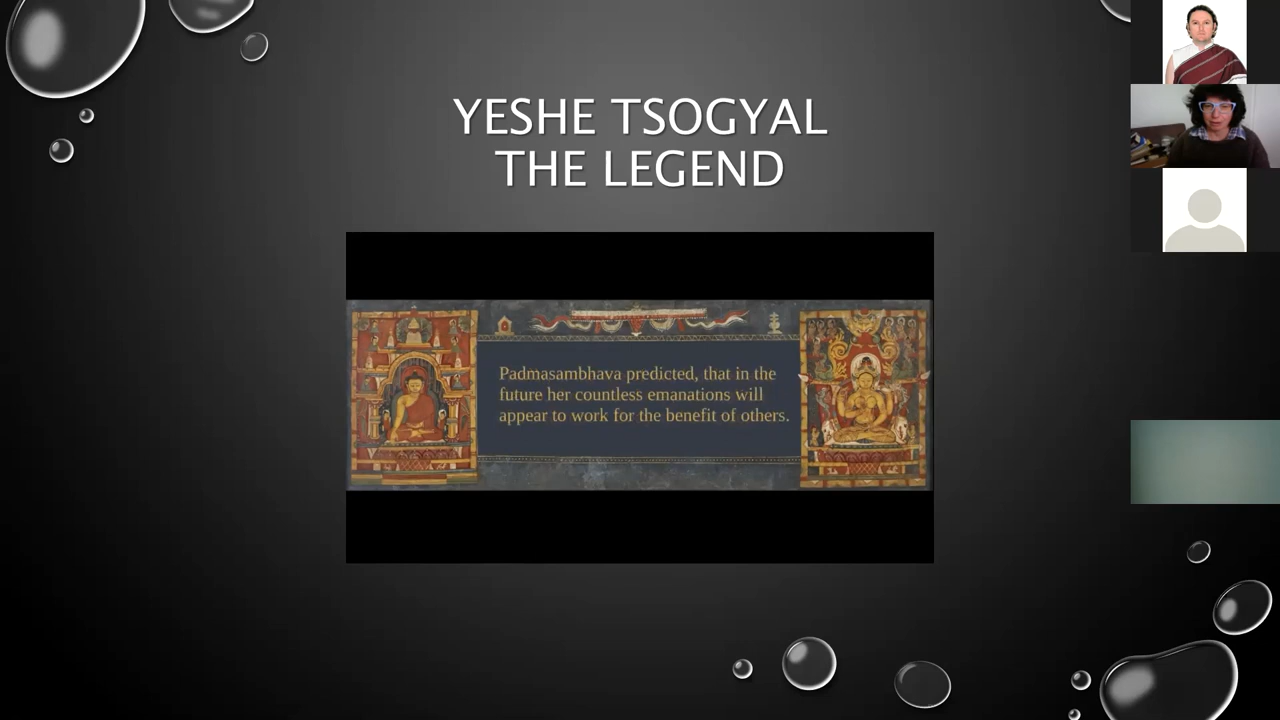 YESHE TSOGYAL
THE LEGEND
Padmasambhava predicted, that in the
future her countless emanations will
appear to work for the benefit of others.